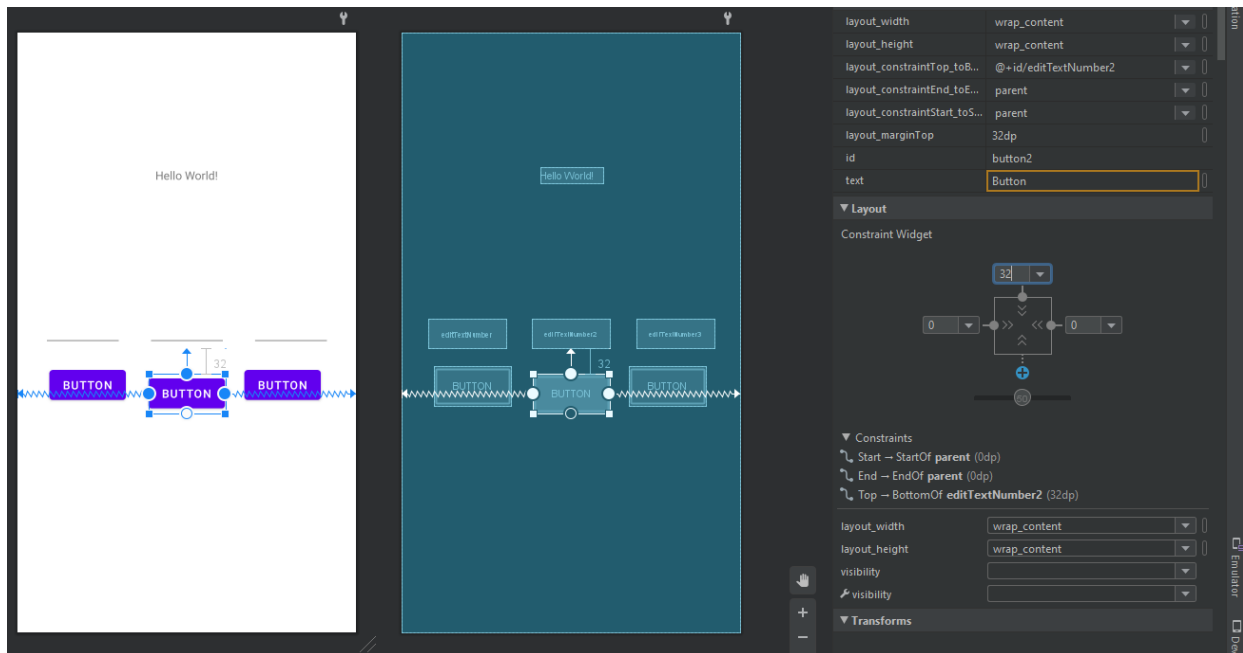 Hello World!
32
BUTTON
BUTTON
BUTTON
Hello World!
editTextNumber
editTextNumber2
editTextNumber3
32
BUTTON
BUTTON
BUTTON
+
−
layout_width wrap_content
layout_height wrap_content
layout_constraintTop_toB... @+id/editTextNumber2
layout_constraintEnd_toE... parent
layout_constraintStart_toS... parent
layout_marginTop 32dp
id button2
text Button
Layout
Constraint Widget
32
0
0
50
Constraints
Start → StartOf parent (0dp)
End → EndOf parent (0dp)
Top → BottomOf editTextNumber2 (32dp)
layout_width wrap_content
layout_height wrap_content
visibility
visibility
Transforms
Emulator